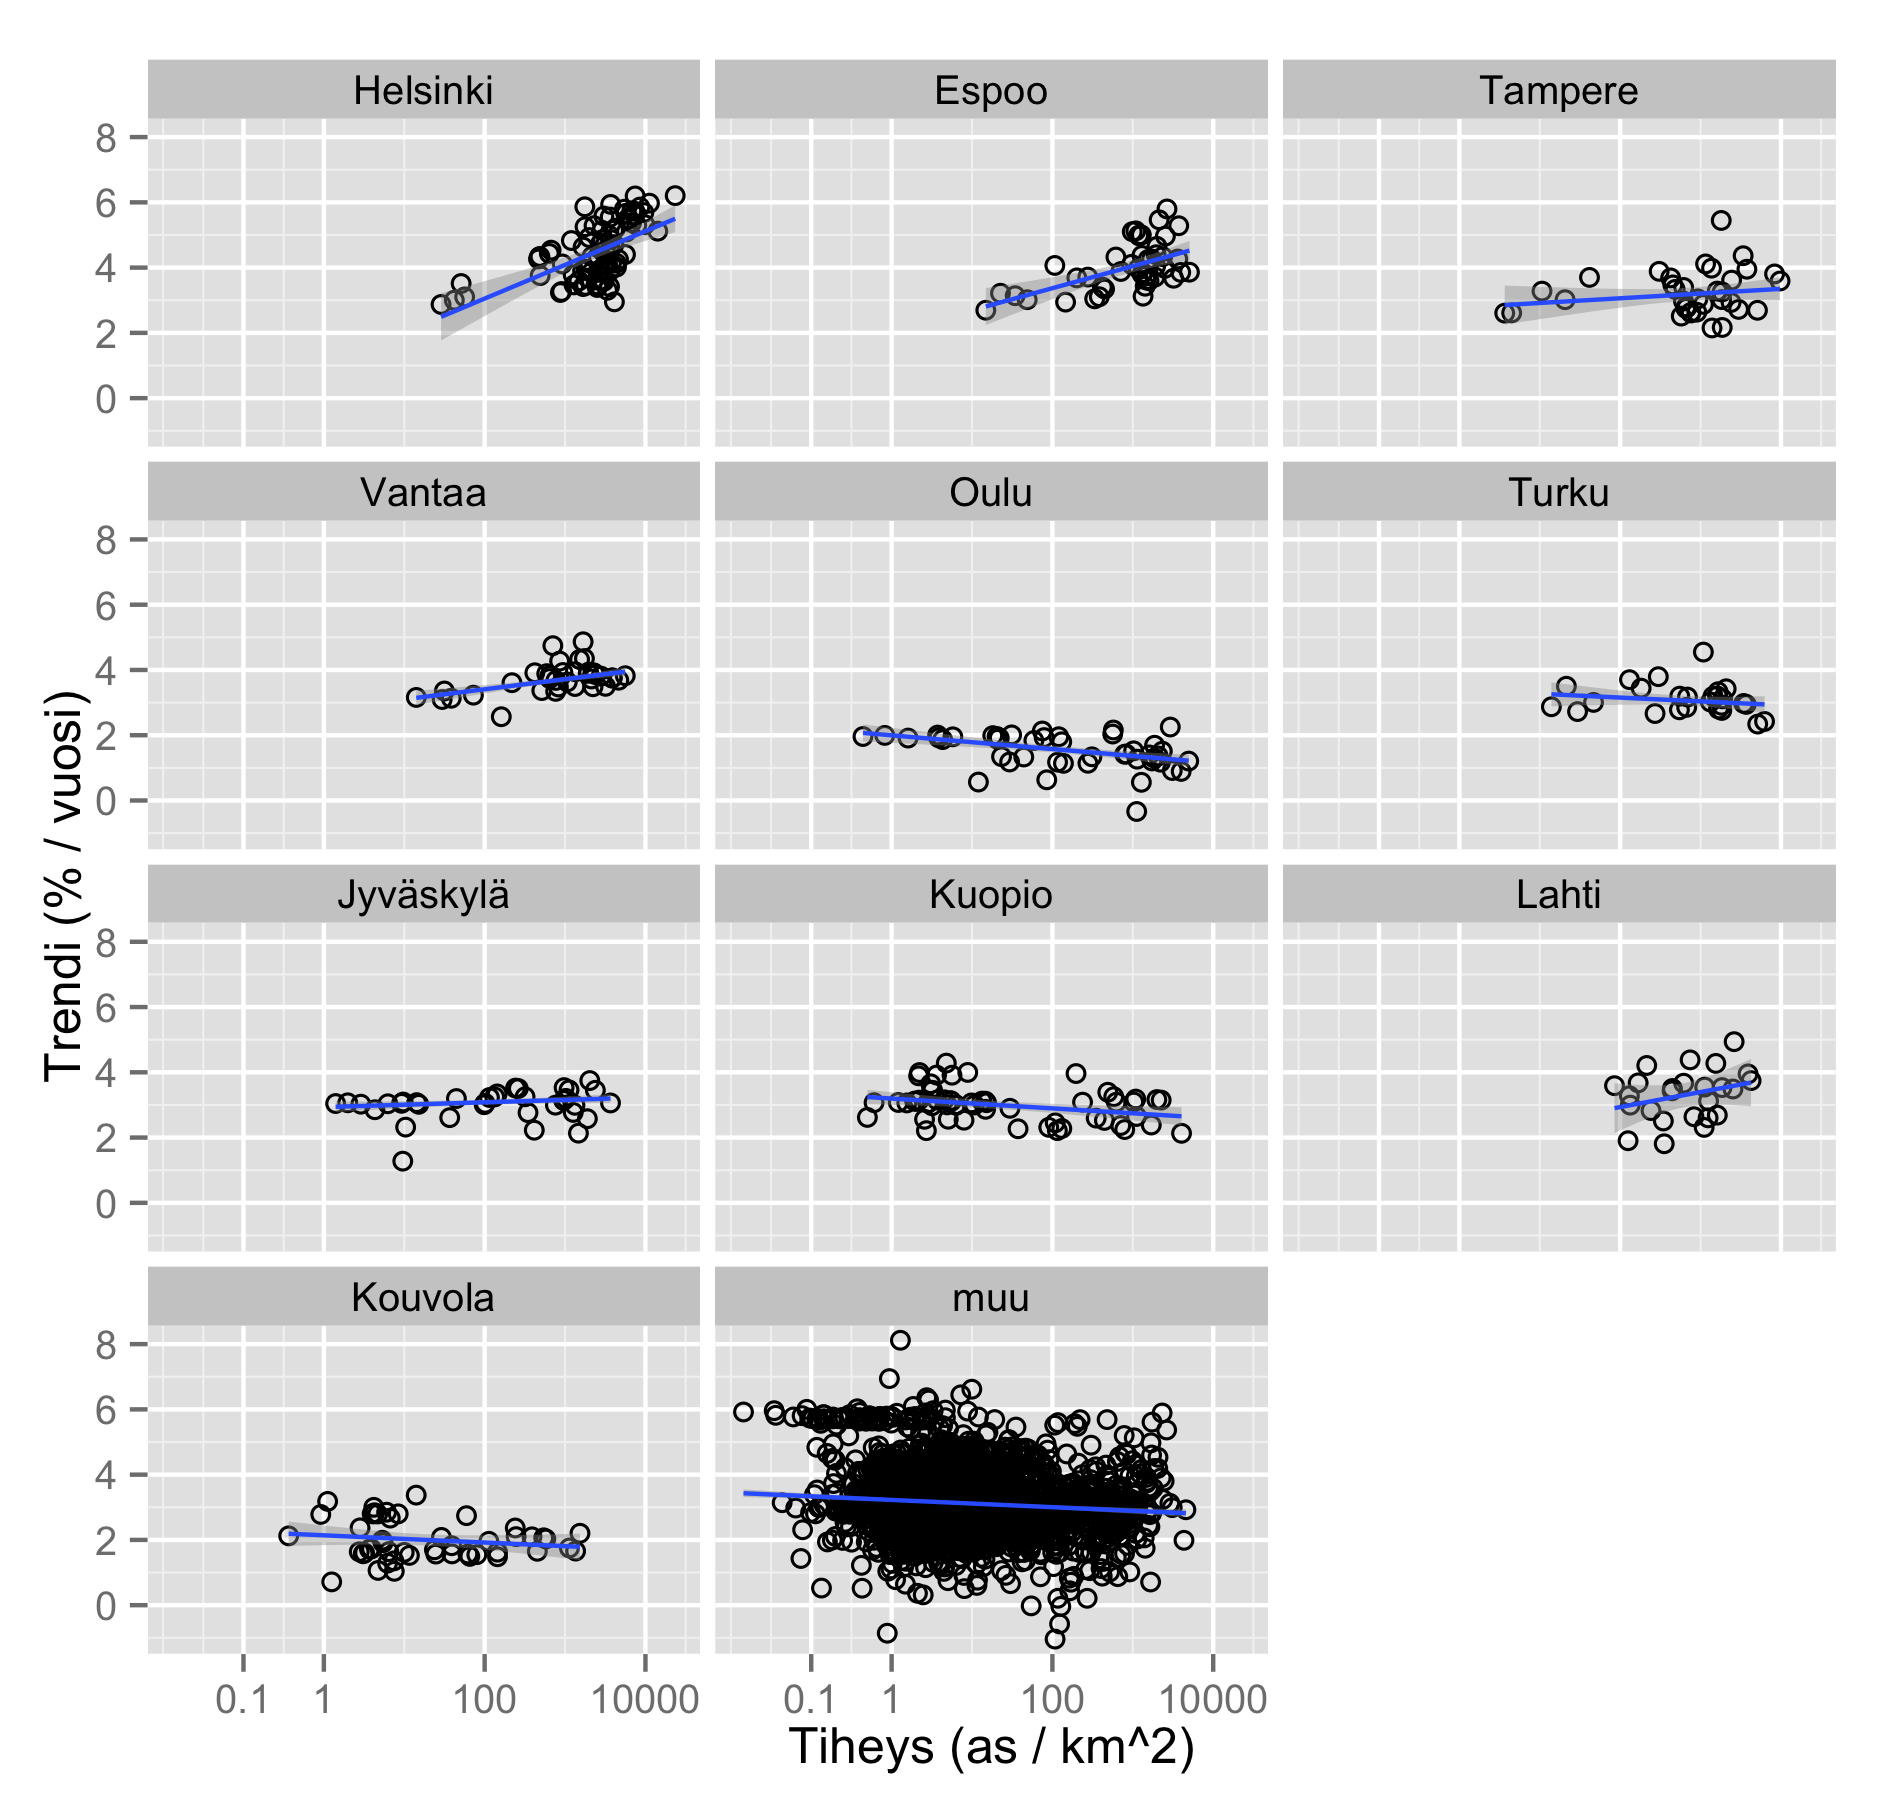 Helsinki Espoo Tampere
8
6
4
2
0
Vantaa Oulu Turku
8
6
4
2
0
Jyväskylä Kuopio Lahti
8
6
4
2
0
Kouvola muu
8
6
4
2
0
0.1 1 100 10000 0.1 1 100 10000
Tiheys (as / km^2)
Trendi (% / vuosi)